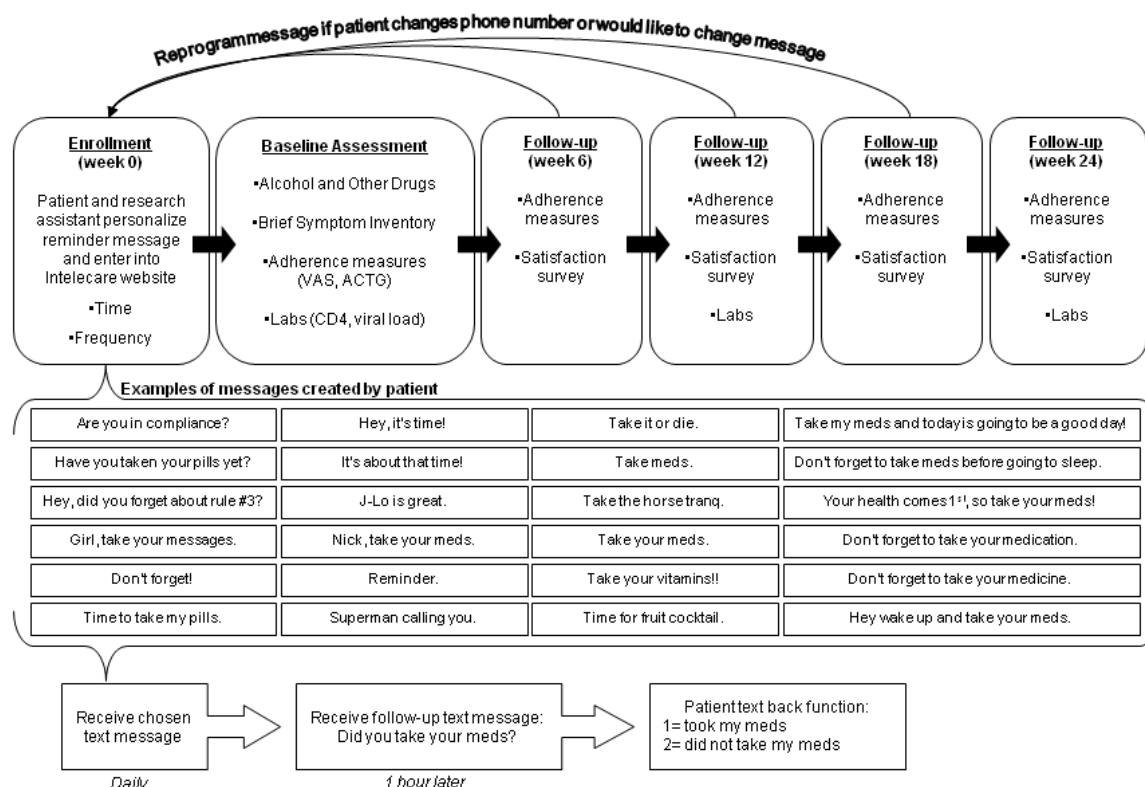 Reprogram message if patient changes phone number or would like to change message
Enrollment
(week 0)
Patient and research
assistant personalize
reminder message
and enter into
Intelecare website
▪Time
▪Frequency
Baseline Assessment
▪Alcohol and Other Drugs
▪Brief Symptom Inventory
▪Adherence measures
(VAS, ACTG)
▪Labs (CD4, viral load)
Follow-up
(week 6)
▪Adherence
measures
▪Satisfaction
survey
Follow-up
(week 12)
▪Adherence
measures
▪Satisfaction
survey
▪Labs
Follow-up
(week 18)
▪Adherence
measures
▪Satisfaction
survey
Follow-up
(week 24)
▪Adherence
measures
▪Satisfaction
survey
▪Labs
Examples of messages created by patient
Are you in compliance?
Hey, it's time!
Take it or die.
Take my meds and today is going to be a good day!
Have you taken your pills yet?
It's about that time!
Take meds.
Don't forget to take meds before going to sleep.
Hey, did you forget about rule #3?
J-Lo is great.
Take the horse tranq.
Your health comes 1st, so take your meds!
Girl, take your messages.
Nick, take your meds.
Take your meds.
Don't forget to take your medication.
Don't forget!
Reminder.
Take your vitamins!!
Don't forget to take your medicine.
Time to take my pills.
Superman calling you.
Time for fruit cocktail.
Hey wake up and take your meds.
Receive chosen
text message
Daily
Receive follow-up text message:
Did you take your meds?
1 hour later
Patient text back function:
1= took my meds
2= did not take my meds